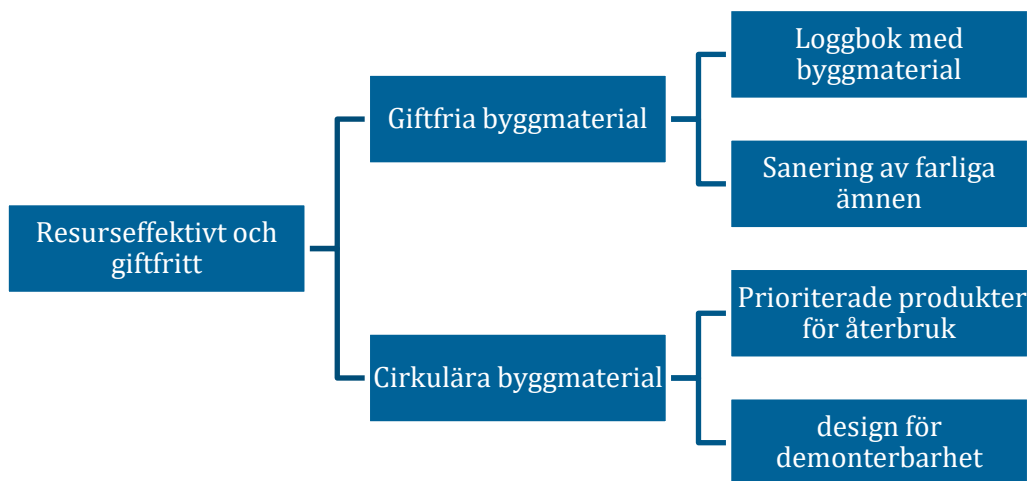 Resurseffektivt och
giftfritt
Giftfria byggmaterial
Loggbok med
byggmaterial
Sanering av farliga
ämnen
Cirkulära byggmaterial
Prioriterade produkter
för återbruk
design för
demonterbarhet